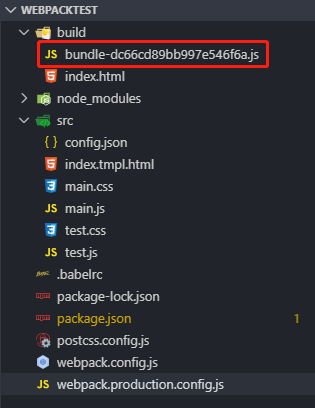 WEBPACKTEST
build
JS bundle-dc66cd89bb997e546f6a.js
index.html
node_modules
src
{} config.json
index.tmpl.html
main.css
JS main.js
test.css
JS test.js
.babelrc
package-lock.json
package.json 1
postcss.config.js
webpack.config.js
JS webpack.production.config.js